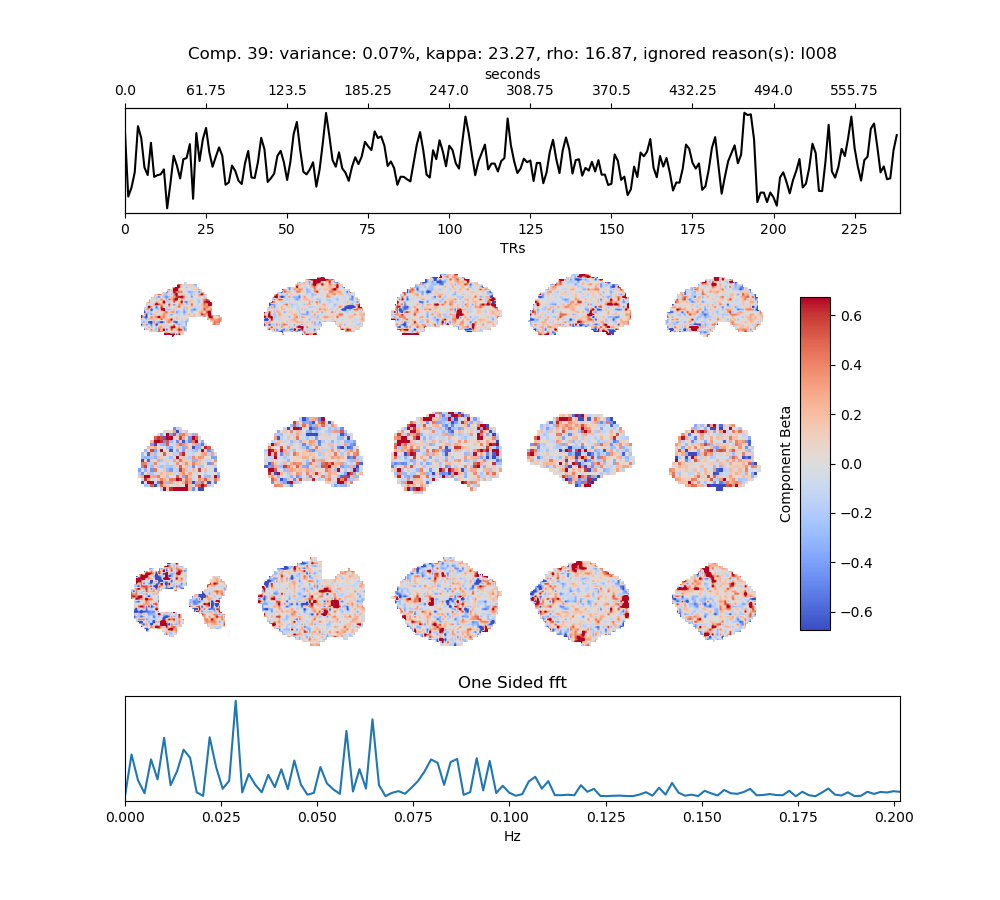 Comp. 39: variance: 0.07%, kappa: 23.27, rho: 16.87, ignored reason(s): I008
seconds
0.0 61.75 123.5 185.25 247.0 308.75 370.5 432.25 494.0 555.75
0 25 50 75 100 125 150 175 200 225
TRs
0.6
0.4
0.2
0.0
−0.2
−0.4
−0.6
Component Beta
One Sided fft
0.000 0.025 0.050 0.075 0.100 0.125 0.150 0.175 0.200
Hz